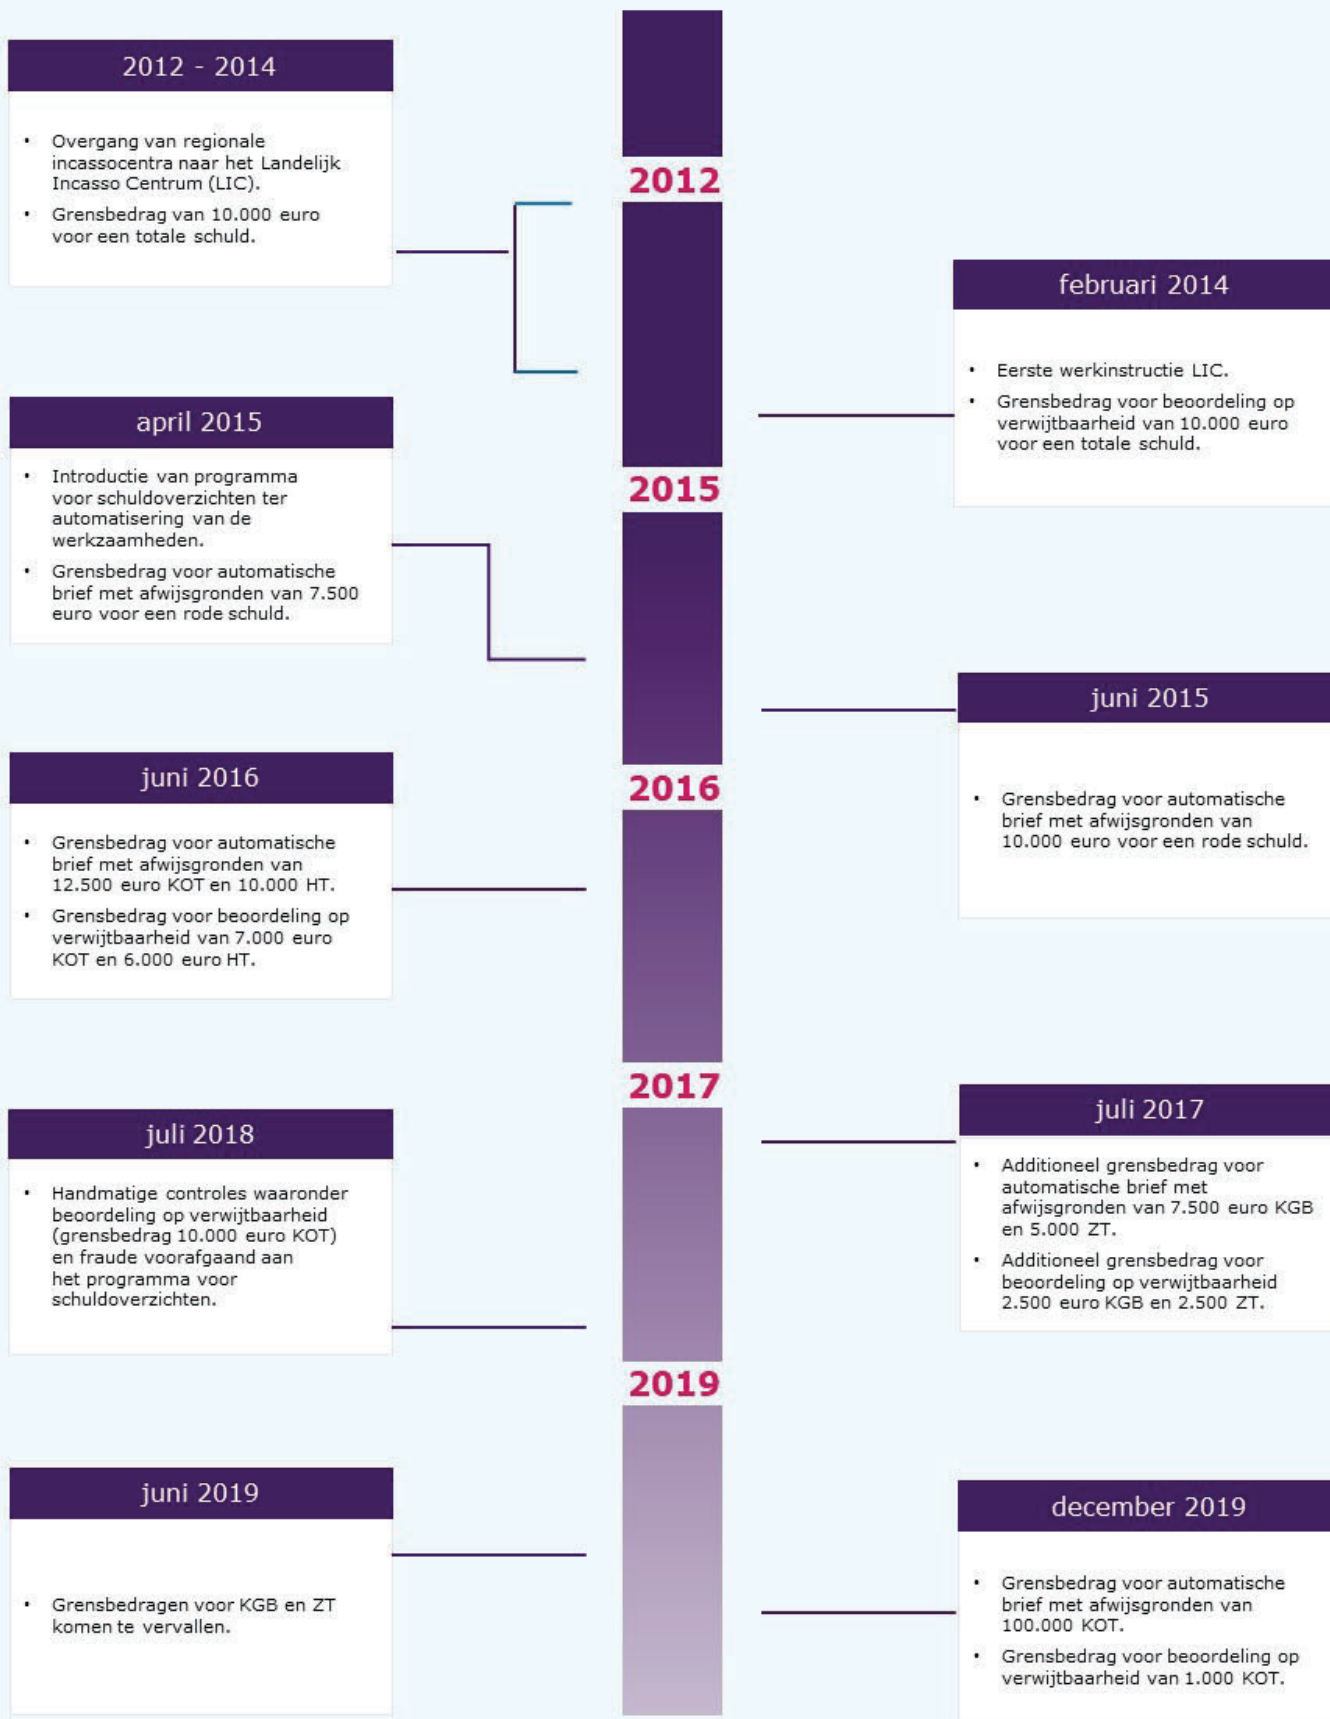 2012 - 2014
• Overgang van regionale
incassocentra naar het Landelijk
Incasso Centrum (LIC).
• Grensbedrag van 10.000 euro
voor een totale schuld.
2012
februari 2014
• Eerste werkinstructie LIC.
• Grensbedrag voor beoordeling op
verwijtbaarheid van 10.000 euro
voor een totale schuld.
april 2015
• Introductie van programma
voor schuldoverzichten ter
automatisering van de
werkzaamheden.
• Grensbedrag voor automatische
brief met afwijsgronden van 7.500
euro voor een rode schuld.
2015
juni 2015
• Grensbedrag voor automatische
brief met afwijsgronden van
10.000 euro voor een rode schuld.
juni 2016
• Grensbedrag voor automatische
brief met afwijsgronden van
12.500 euro KOT en 10.000 HT.
• Grensbedrag voor beoordeling op
verwijtbaarheid van 7.000 euro
KOT en 6.000 euro HT.
2016
2017
juli 2017
• Additioneel grensbedrag voor
automatische brief met
afwijsgronden van 7.500 euro KGB
en 5.000 ZT.
• Additioneel grensbedrag voor
beoordeling op verwijtbaarheid
2.500 euro KGB en 2.500 ZT.
juli 2018
• Handmatige controles waaronder
beoordeling op verwijtbaarheid
(grensbedrag 10.000 euro KOT)
en fraude voorafgaand aan
het programma voor
schuldoverzichten.
2019
juni 2019
• Grensbedragen voor KGB en ZT
komen te vervallen.
december 2019
• Grensbedrag voor automatische
brief met afwijsgronden van
100.000 KOT.
• Grensbedrag voor beoordeling op
verwijtbaarheid van 1.000 KOT.